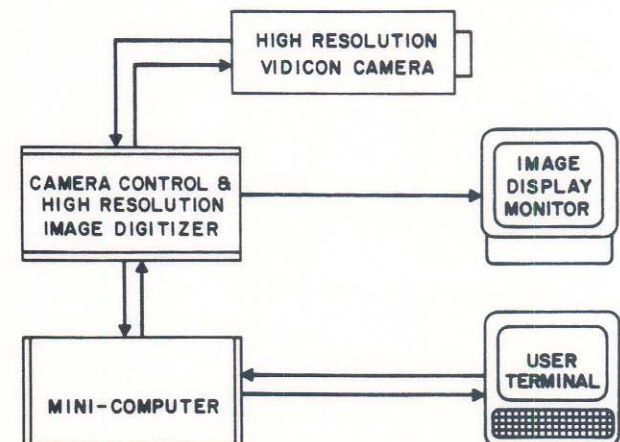 HIGH RESOLUTION
VIDICON CAMERA
CAMERA CONTROL &
HIGH RESOLUTION
IMAGE DIGITIZER
IMAGE
DISPLAY
MONITOR
MINI-COMPUTER
USER
TERMINAL